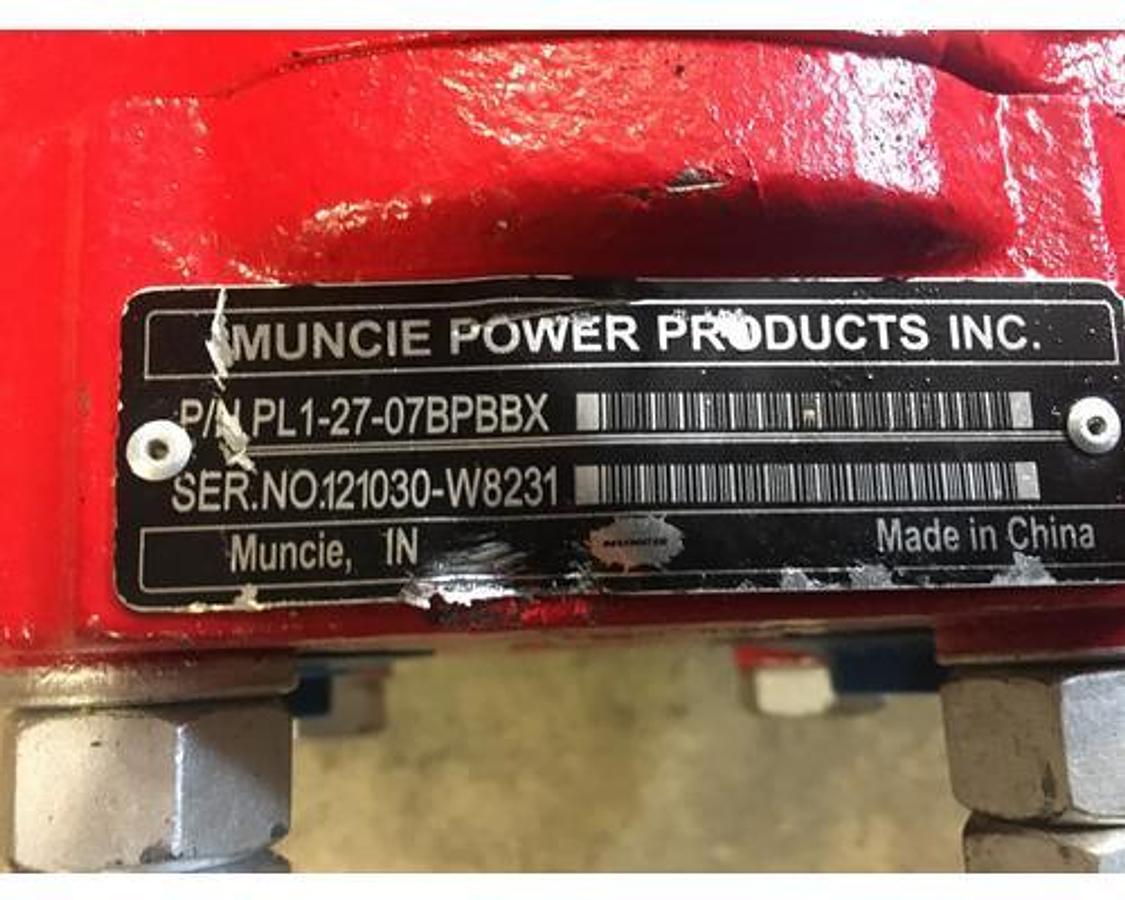 MUNCIE POWER PRODUCTS INC.
P/N.PL1-27-07BPBBX
SER.NO.121030-W8231
Muncie, IN
Made in China